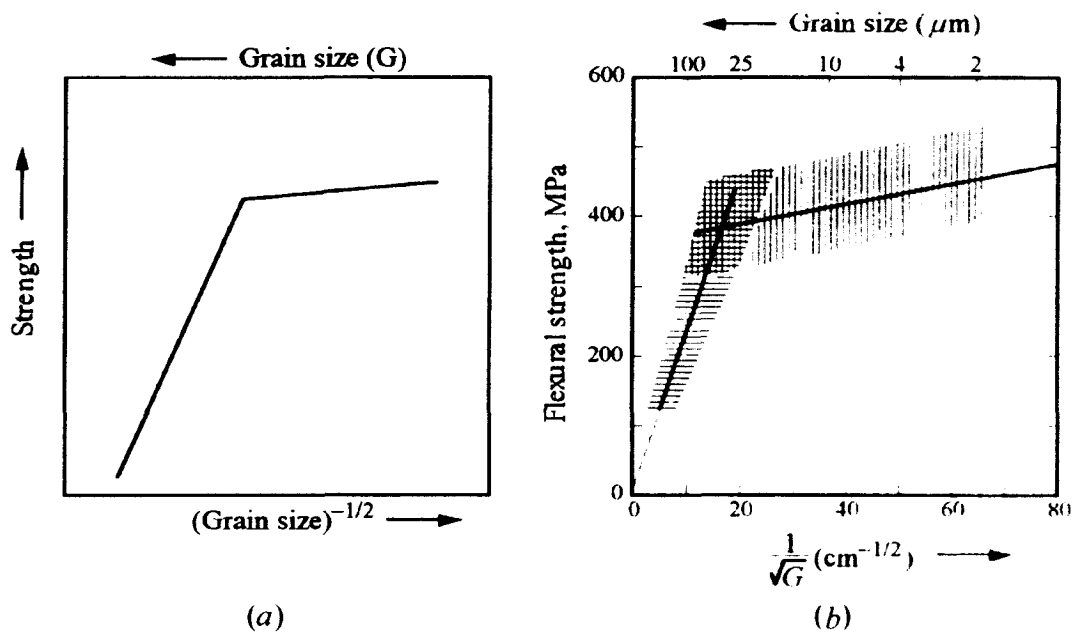 ← Grain size (G)
Strength →
(Grain size)⁻¹/² →
(a)
← Grain size (μm)
100 25 10 4 2
600
400
200
0
Flexural strength, MPa
0 20 40 60 80
1/√G (cm⁻¹/²) →
(b)